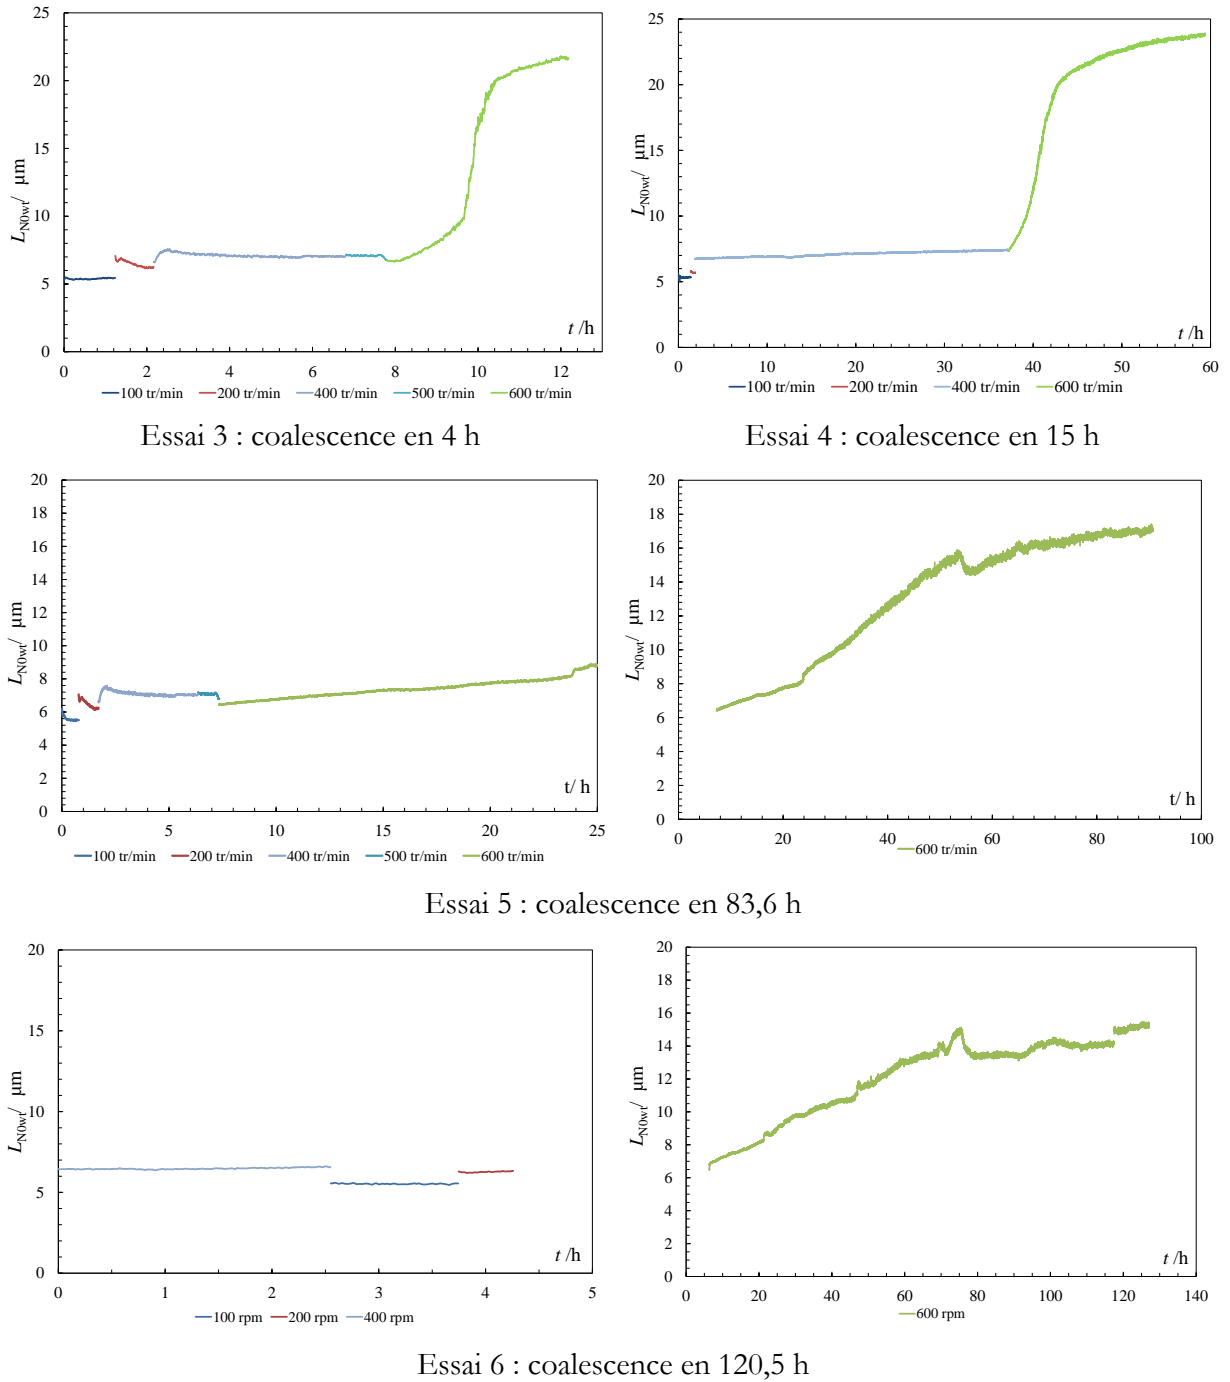 25
20
15
10
5
0
L_N0wt/ µm
t /h
0 2 4 6 8 10 12
100 tr/min 200 tr/min 400 tr/min 500 tr/min 600 tr/min
Essai 3 : coalescence en 4 h
25
20
15
10
5
0
L_N0wt/ µm
t /h
0 10 20 30 40 50 60
100 tr/min 200 tr/min 400 tr/min 600 tr/min
Essai 4 : coalescence en 15 h
20
18
16
14
12
10
8
6
4
2
0
L_N0wt/ µm
t/ h
0 5 10 15 20 25
100 tr/min 200 tr/min 400 tr/min 500 tr/min 600 tr/min
20
18
16
14
12
10
8
6
4
2
0
L_N0wt/ µm
t/ h
0 20 40 60 80 100
600 tr/min
Essai 5 : coalescence en 83,6 h
20
15
10
5
0
L_N0wt/ µm
t /h
0 1 2 3 4 5
100 rpm 200 rpm 400 rpm
20
18
16
14
12
10
8
6
4
2
0
L_N0wt/ µm
t /h
0 20 40 60 80 100 120 140
600 rpm
Essai 6 : coalescence en 120,5 h